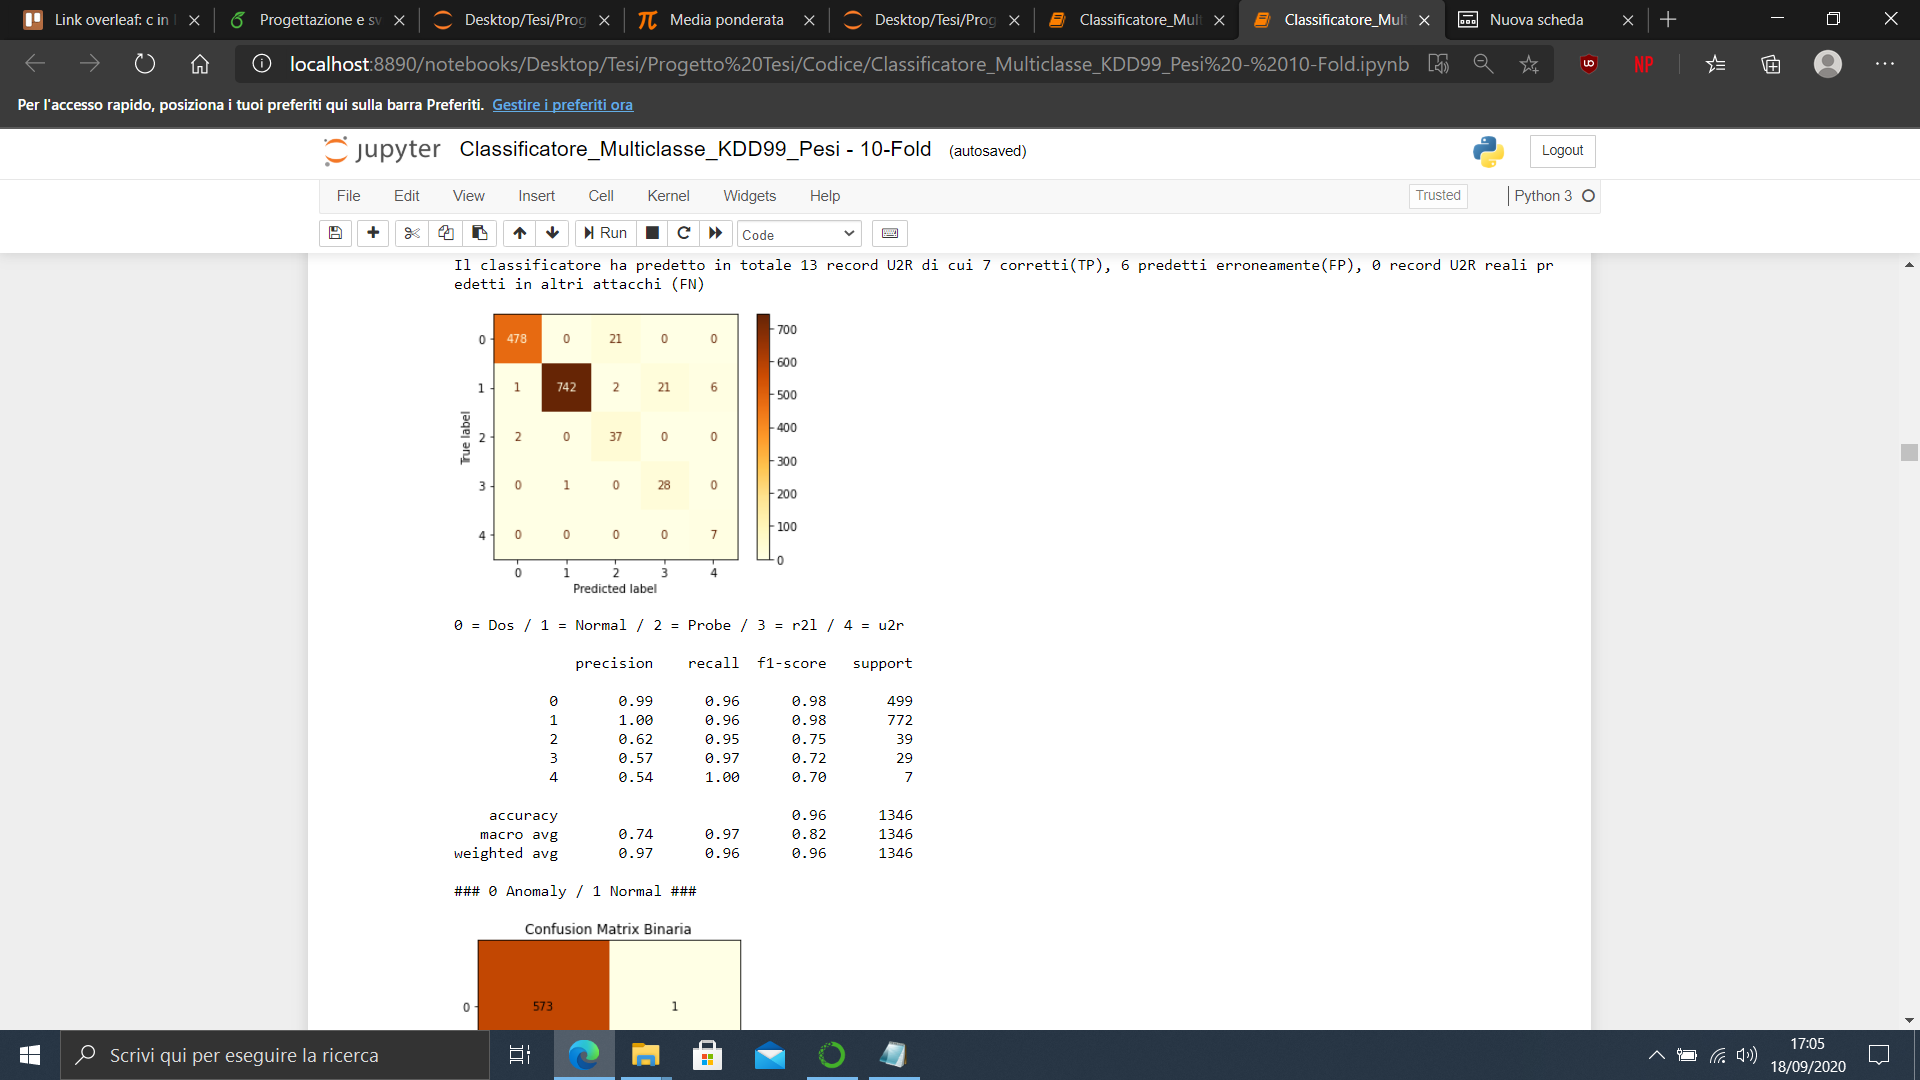 Link overleaf: c in
Progettazione e sv
Desktop/Tesi/Prog
Media ponderata
Desktop/Tesi/Prog
Classificatore_Mult
Classificatore_Mult
Nuova scheda
localhost:8890/notebooks/Desktop/Tesi/Progetto%20Tesi/Codice/Classificatore_Multiclasse_KDD99_Pesi%20-%2010-Fold.ipynb
NP
Per l'accesso rapido, posiziona i tuoi preferiti qui sulla barra Preferiti. Gestire i preferiti ora
jupyter Classificatore_Multiclasse_KDD99_Pesi - 10-Fold (autosaved)
Logout
File Edit View Insert Cell Kernel Widgets Help
Trusted Python 3
Run Code
Il classificatore ha predetto in totale 13 record U2R di cui 7 corretti(TP), 6 predetti erroneamente(FP), 0 record U2R reali pr
edetti in altri attacchi (FN)
0 478 0 21 0 0
1 1 742 2 21 6
2 2 0 37 0 0
3 0 1 0 28 0
4 0 0 0 0 7
0 1 2 3 4
True label
Predicted label
700
600
500
400
300
200
100
0
0 = Dos / 1 = Normal / 2 = Probe / 3 = r2l / 4 = u2r
precision recall f1-score support
0 0.99 0.96 0.98 499
1 1.00 0.96 0.98 772
2 0.62 0.95 0.75 39
3 0.57 0.97 0.72 29
4 0.54 1.00 0.70 7
accuracy 0.96 1346
macro avg 0.74 0.97 0.82 1346
weighted avg 0.97 0.96 0.96 1346
### 0 Anomaly / 1 Normal ###
Confusion Matrix Binaria
0 573 1
Scrivi qui per eseguire la ricerca
17:05
18/09/2020